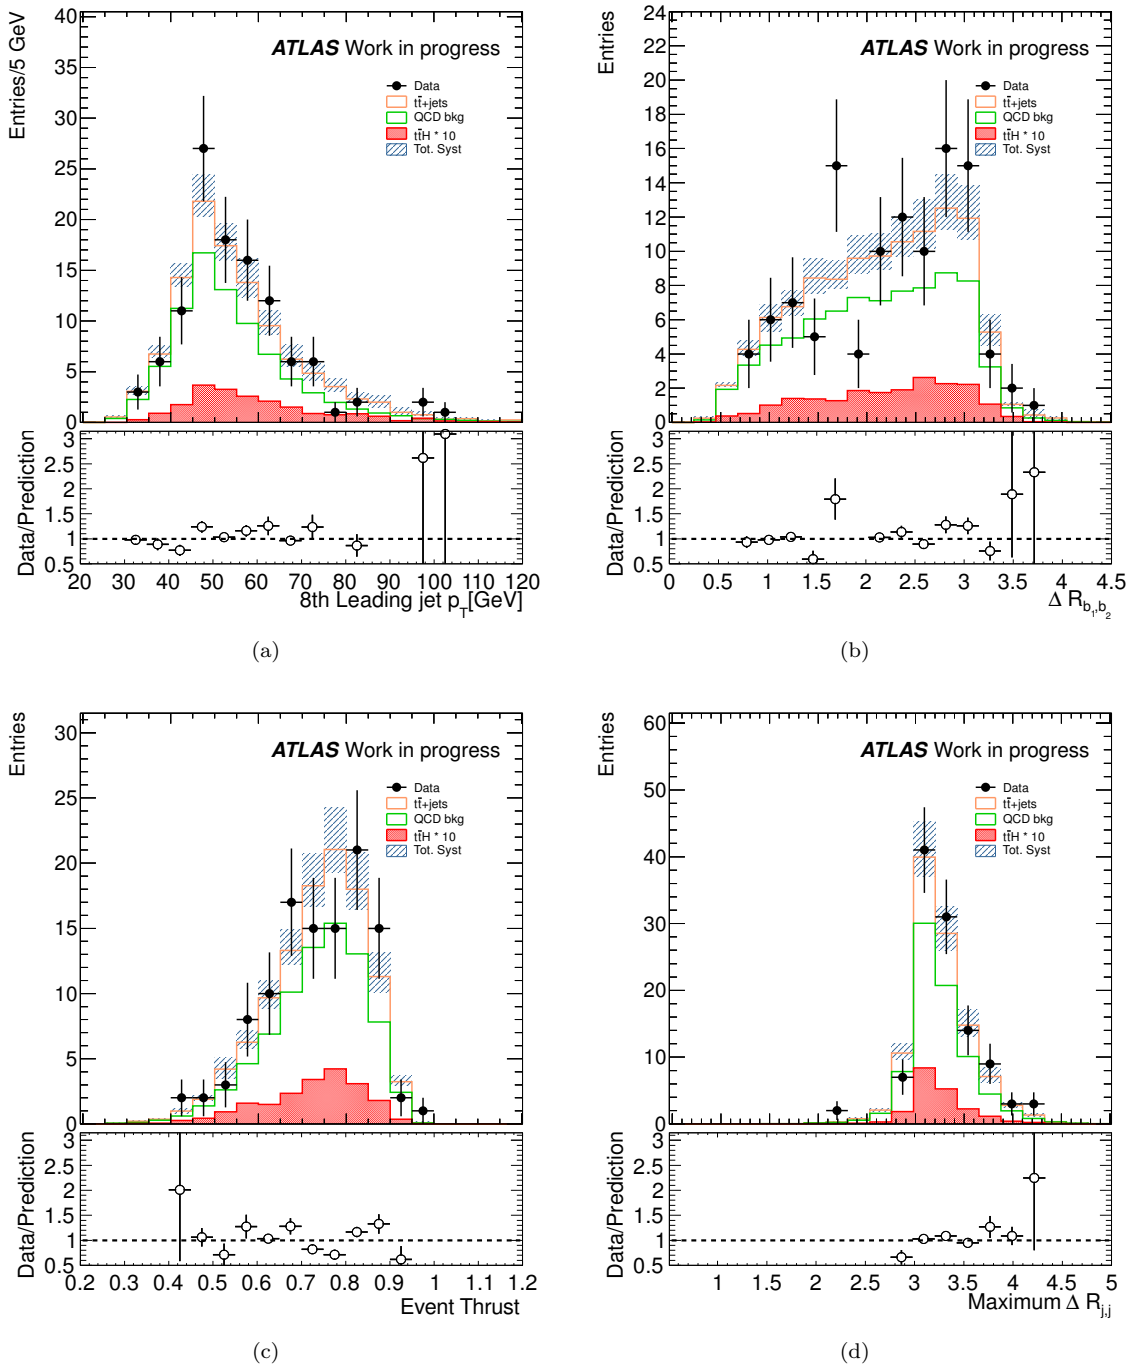 Entries/5 GeV
40
35
30
25
20
15
10
5
0
ATLAS Work in progress
Data
tt̄+jets
QCD bkg
tt̄H * 10
Tot. Syst
Data/Prediction
3
2.5
2
1.5
1
0.5
20 30 40 50 60 70 80 90 100 110 120
8th Leading jet p_T[GeV]
(a)
Entries
24
22
20
18
16
14
12
10
8
6
4
2
0
ATLAS Work in progress
Data
tt̄+jets
QCD bkg
tt̄H * 10
Tot. Syst
Data/Prediction
3
2.5
2
1.5
1
0.5
0 0.5 1 1.5 2 2.5 3 3.5 4 4.5
Δ R_{b_1,b_2}
(b)
Entries
30
25
20
15
10
5
0
ATLAS Work in progress
Data
tt̄+jets
QCD bkg
tt̄H * 10
Tot. Syst
Data/Prediction
3
2.5
2
1.5
1
0.5
0.2 0.3 0.4 0.5 0.6 0.7 0.8 0.9 1 1.1 1.2
Event Thrust
(c)
Entries
60
50
40
30
20
10
0
ATLAS Work in progress
Data
tt̄+jets
QCD bkg
tt̄H * 10
Tot. Syst
Data/Prediction
3
2.5
2
1.5
1
0.5
1 1.5 2 2.5 3 3.5 4 4.5 5
Maximum Δ R_{j,j}
(d)